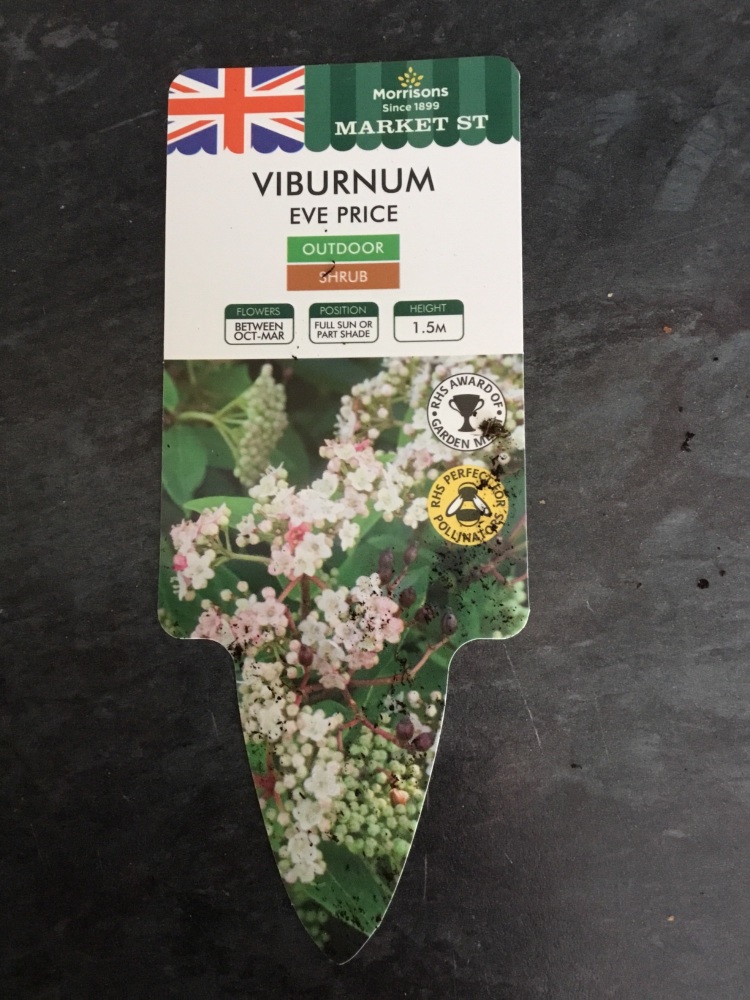 Morrisons
Since 1899
MARKET ST
VIBURNUM
EVE PRICE
OUTDOOR
SHRUB
FLOWERS
BETWEEN
OCT-MAR
POSITION
FULL SUN OR
PART SHADE
HEIGHT
1.5M
RHS AWARD OF
GARDEN
RHS PERFECT FOR
POLLINATORS